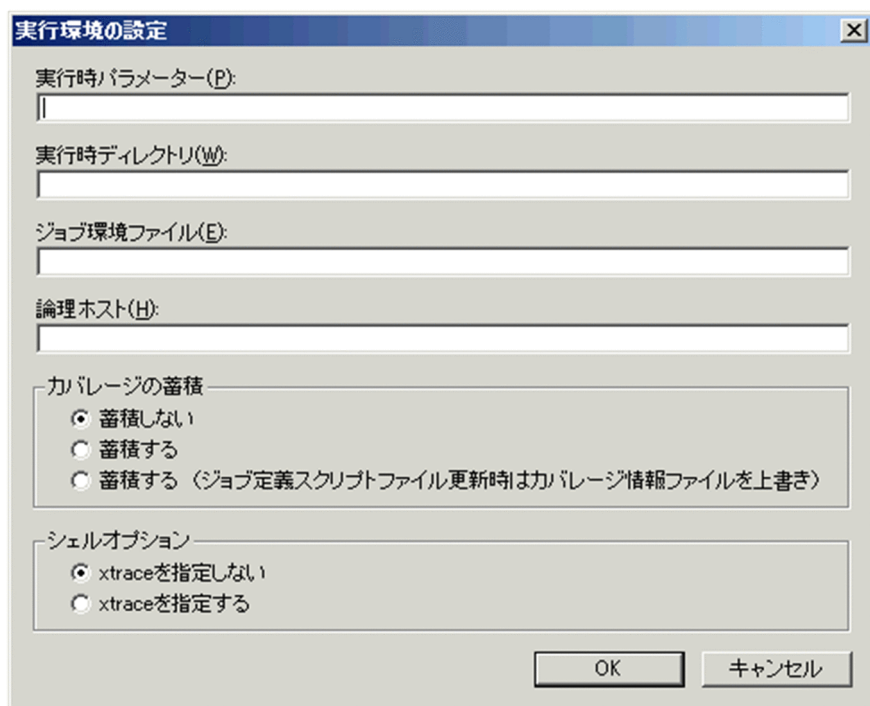 実行環境の設定
実行時パラメーター(P):
実行時ディレクトリ(W):
ジョブ環境ファイル(E):
論理ホスト(H):
カバレージの蓄積
蓄積しない
蓄積する
蓄積する（ジョブ定義スクリプトファイル更新時はカバレージ情報ファイルを上書き）
シェルオプション
xtraceを指定しない
xtraceを指定する
OK キャンセル